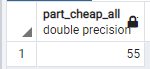 part_cheap_all
double precision
1 55